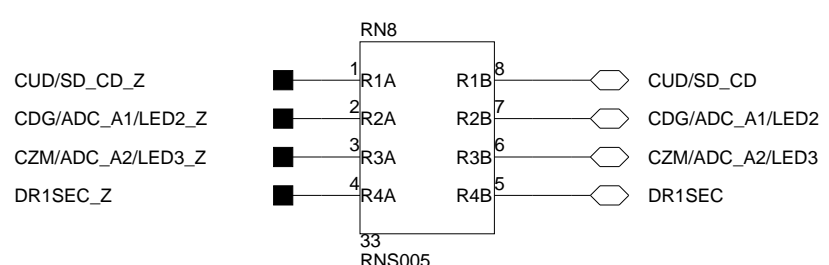 RN8
CUD/SD_CD_Z 1 R1A R1B 8 CUD/SD_CD
CDG/ADC_A1/LED2_Z 2 R2A R2B 7 CDG/ADC_A1/LED2
CZM/ADC_A2/LED3_Z 3 R3A R3B 6 CZM/ADC_A2/LED3
DR1SEC_Z 4 R4A R4B 5 DR1SEC
33
RNS005